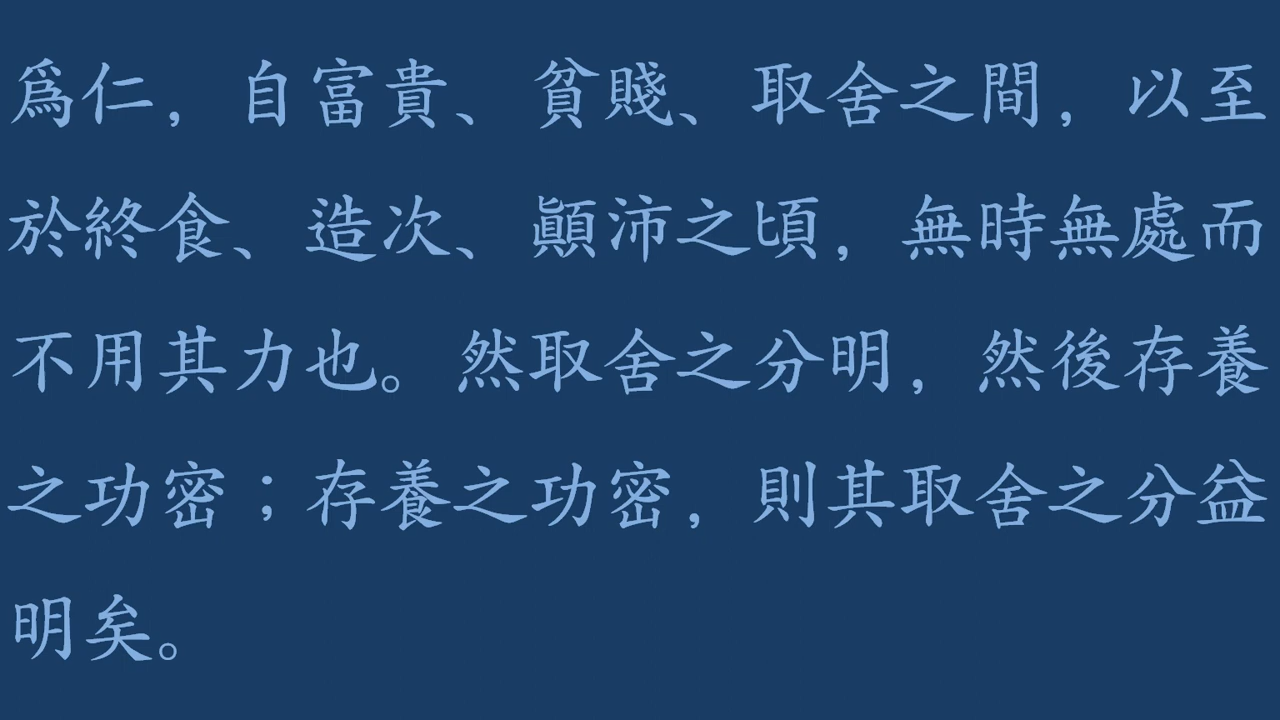 爲仁，自富貴、貧賤、取舍之間，以至
於終食、造次、顚沛之頃，無時無處而
不用其力也。然取舍之分明，然後存養
之功密；存養之功密，則其取舍之分益
明矣。